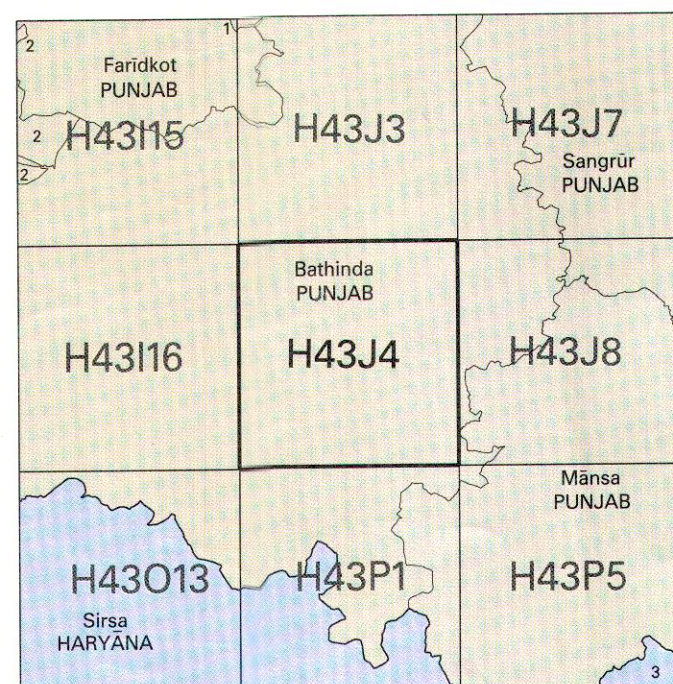 2
1
Farīdkot
PUNJAB
2
H43I15
2
H43J3
H43J7
Sangrūr
PUNJAB
H43I16
Bathinda
PUNJAB
H43J4
H43J8
H43O13
Sirsa
HARYĀNA
H43P1
Mānsa
PUNJAB
H43P5
3